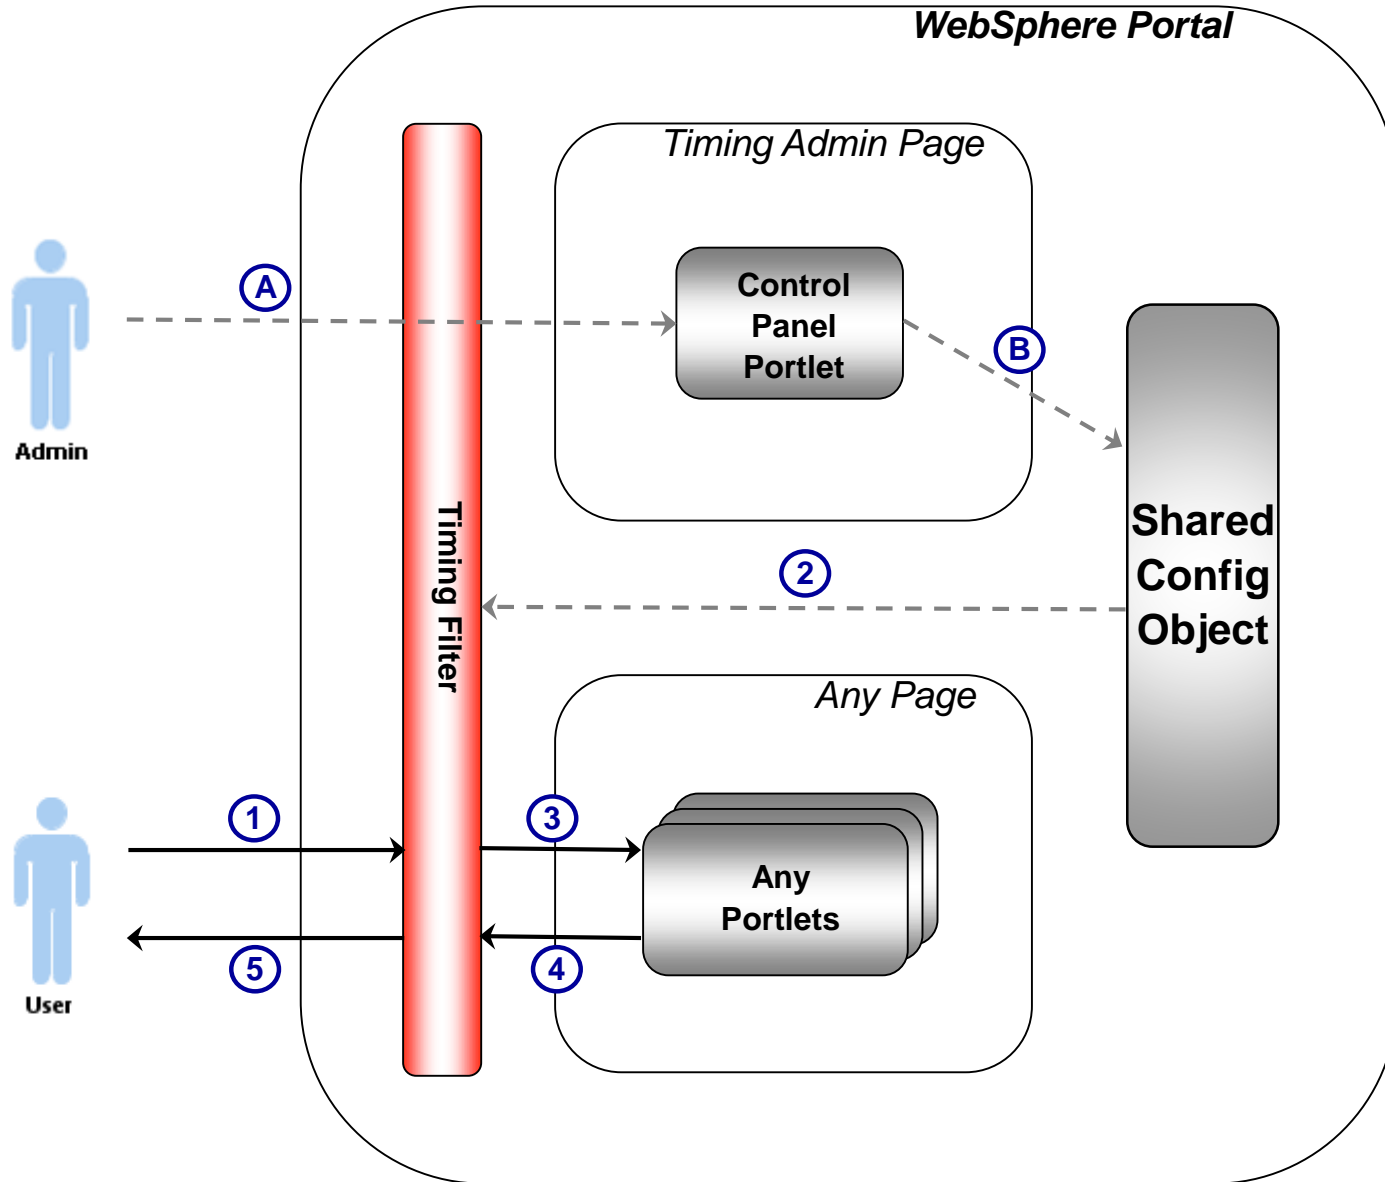 WebSphere Portal
Timing Admin Page
A
Control
Panel
Portlet
B
Admin
Shared
Config
Object
2
Timing Filter
Any Page
1
3
Any
Portlets
5
4
User